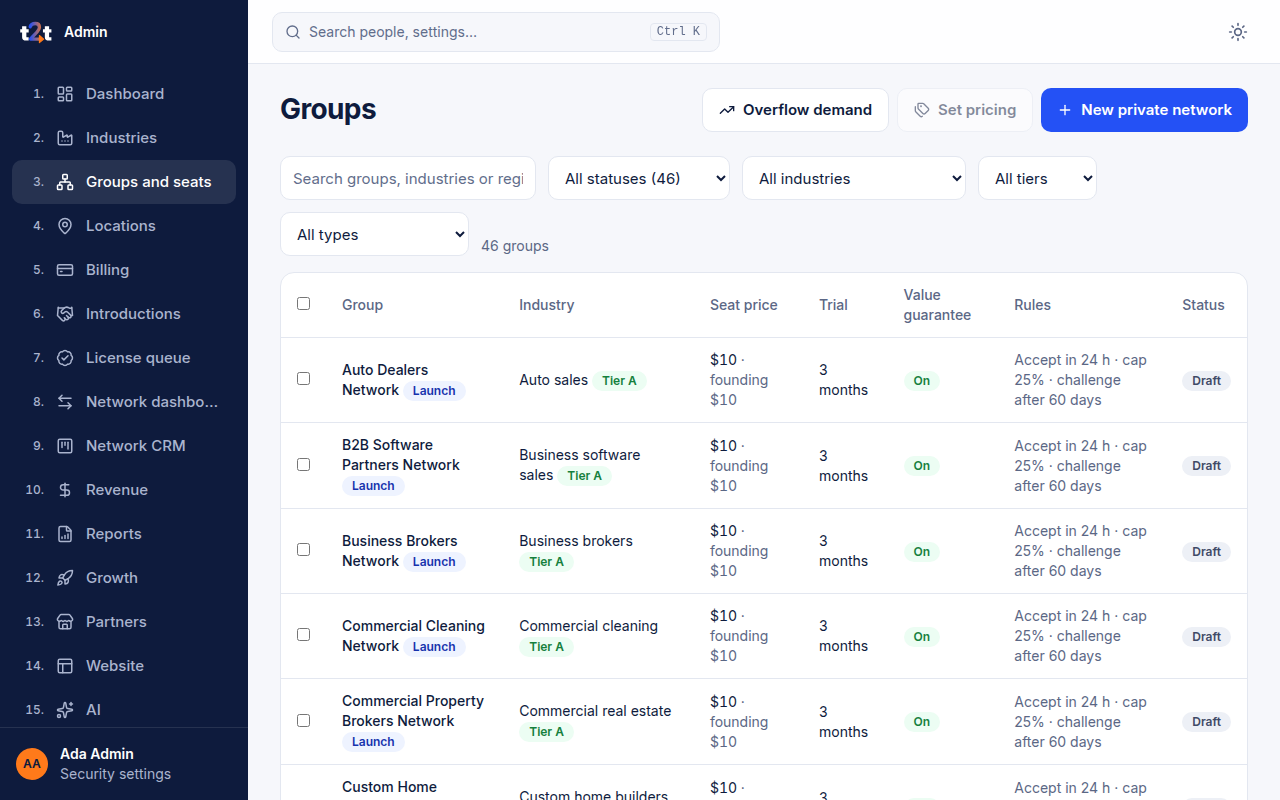 t2t Admin
Search people, settings... Ctrl K
1. Dashboard
2. Industries
3. Groups and seats
4. Locations
5. Billing
6. Introductions
7. License queue
8. Network dashbo...
9. Network CRM
10. Revenue
11. Reports
12. Growth
13. Partners
14. Website
15. AI
AA Ada Admin
Security settings
Groups
Overflow demand
Set pricing
New private network
Search groups, industries or regi
All statuses (46)
All industries
All tiers
All types
46 groups
Group Industry Seat price Trial Value guarantee Rules Status
Auto Dealers
Network Launch
Auto sales Tier A
$10 ·
founding
$10
3
months
On
Accept in 24 h · cap
25% · challenge
after 60 days
Draft
B2B Software
Partners Network
Launch
Business software
sales Tier A
$10 ·
founding
$10
3
months
On
Accept in 24 h · cap
25% · challenge
after 60 days
Draft
Business Brokers
Network Launch
Business brokers
Tier A
$10 ·
founding
$10
3
months
On
Accept in 24 h · cap
25% · challenge
after 60 days
Draft
Commercial Cleaning
Network Launch
Commercial cleaning
Tier A
$10 ·
founding
$10
3
months
On
Accept in 24 h · cap
25% · challenge
after 60 days
Draft
Commercial Property
Brokers Network
Launch
Commercial real estate
Tier A
$10 ·
founding
$10
3
months
On
Accept in 24 h · cap
25% · challenge
after 60 days
Draft
Custom Home
Custom home builders
$10 ·
3
Accept in 24 h · cap